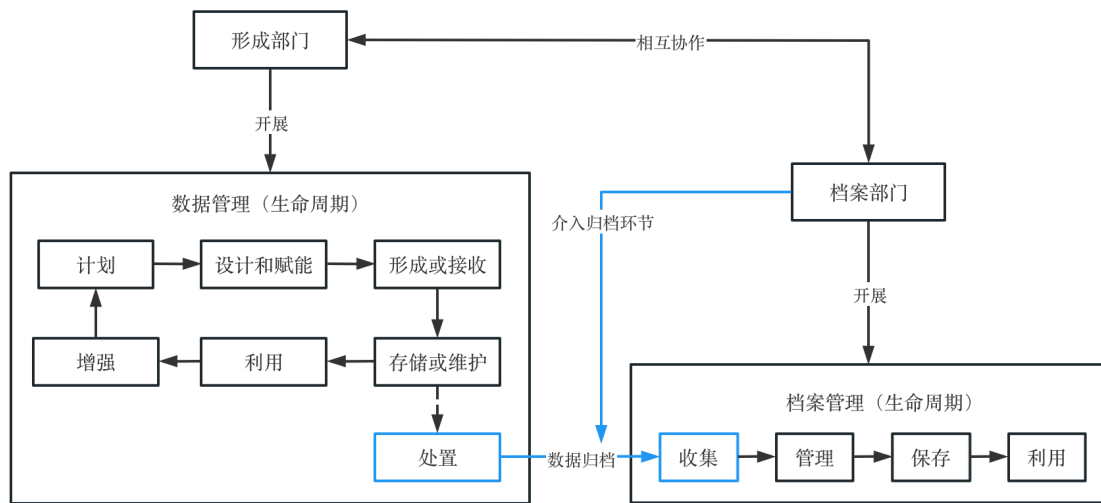 形成部门
相互协作
开展
档案部门
数据管理（生命周期）
介入归档环节
计划
设计和赋能
形成或接收
开展
增强
利用
存储或维护
档案管理（生命周期）
处置
数据归档
收集
管理
保存
利用